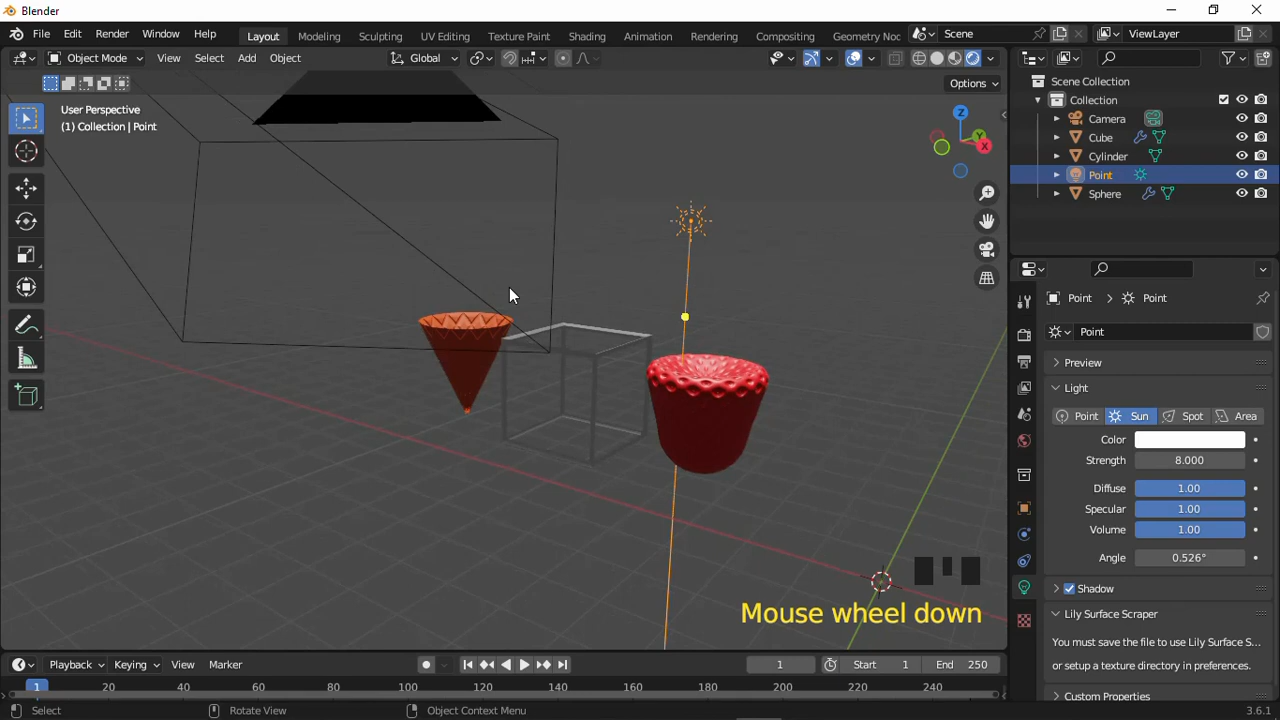 Blender
File Edit Render Window Help Layout Modeling Sculpting UV Editing Texture Paint Shading Animation Rendering Compositing Geometry Noc Scene ViewLayer
Object Mode View Select Add Object Global
Options
User Perspective
(1) Collection | Point
Z
Y
X
Scene Collection
Collection
Camera
Cube
Cylinder
Point
Sphere
Point > Point
Point
Preview
Light
Point Sun Spot Area
Color
Strength 8.000
Diffuse 1.00
Specular 1.00
Volume 1.00
Angle 0.526°
Shadow
Lily Surface Scraper
You must save the file to use Lily Surface S...
or setup a texture directory in preferences.
Custom Properties
Mouse wheel down
Playback Keying View Marker 1 Start 1 End 250
1 20 40 60 80 100 120 140 160 180 200 220 240
Select Rotate View Object Context Menu 3.6.1